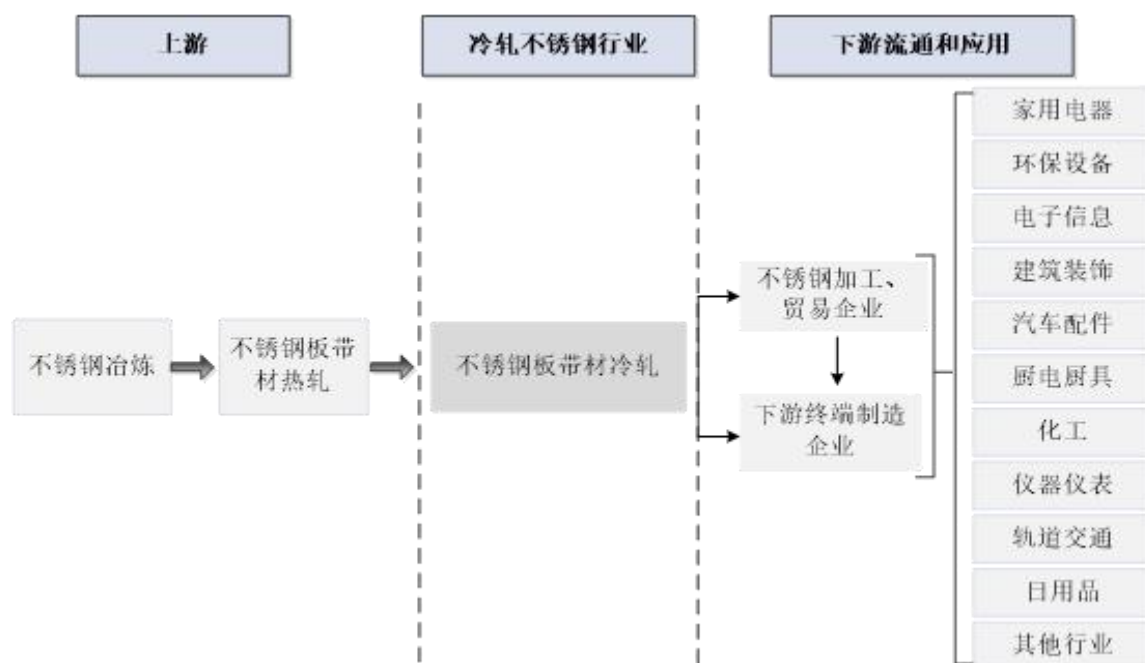 上游
冷轧不锈钢行业
下游流通和应用
不锈钢冶炼
不锈钢板带
材热轧
不锈钢板带材冷轧
不锈钢加工、
贸易企业
下游终端制造
企业
家用电器
环保设备
电子信息
建筑装饰
汽车配件
厨电厨具
化工
仪器仪表
轨道交通
日用品
其他行业